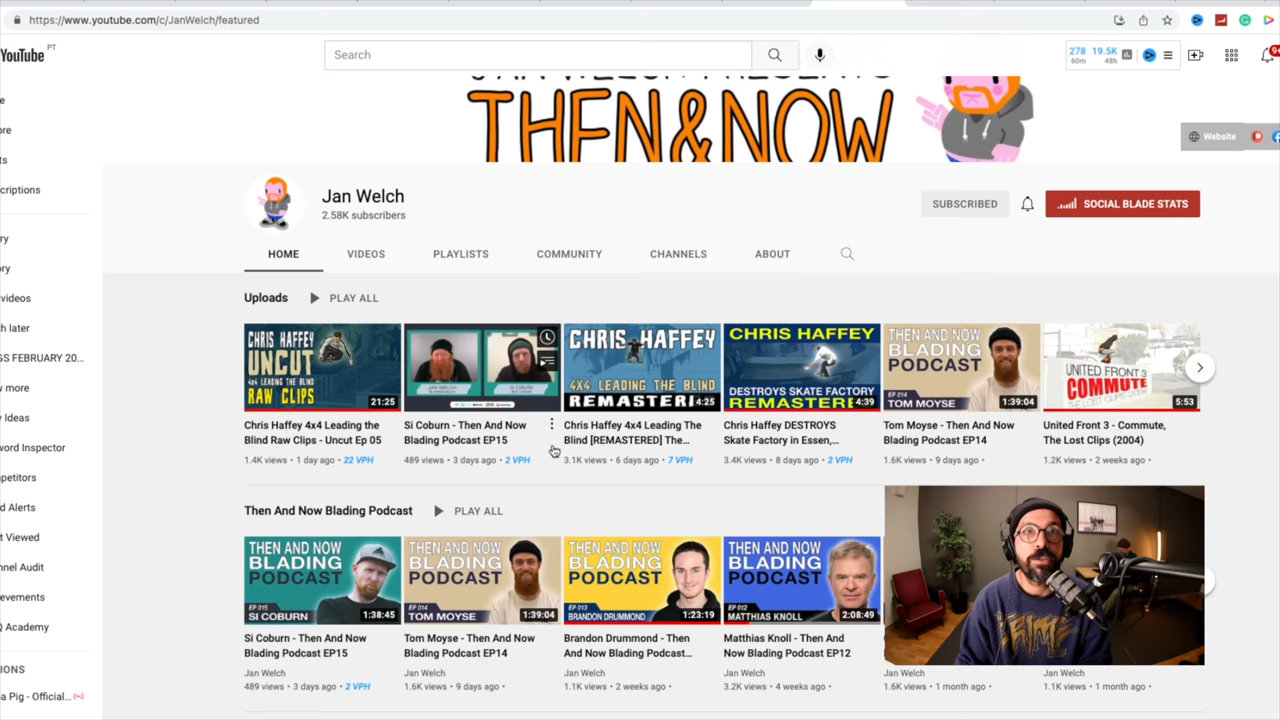 https://www.youtube.com/c/JanWelch/featured
YouTube PT
Search
278 19.5K
60m 48h
9+
JAN WELCH PRESENTS
THEN&NOW
Website
Jan Welch
2.58K subscribers
SUBSCRIBED
SOCIAL BLADE STATS
HOME VIDEOS PLAYLISTS COMMUNITY CHANNELS ABOUT
Uploads PLAY ALL
CHRIS HAFFEY
UNCUT
4X4 LEADING THE BLIND
RAW CLIPS
21:25
JAN WELCH
SI COBURN
CHRIS HAFFEY
4X4 LEADING THE BLIND
REMASTER
4:25
CHRIS HAFFEY
DESTROYS SKATE FACTORY
REMASTERE
4:39
THEN AND NOW
BLADING
PODCAST
EP 014
TOM MOYSE
1:39:04
UNITED FRONT 3
COMMUTE
THE LOST CLIPS (2004)
5:53
Chris Haffey 4x4 Leading the
Blind Raw Clips - Uncut Ep 05
1.4K views • 1 day ago • 22 VPH
Si Coburn - Then And Now
Blading Podcast EP15
489 views • 3 days ago • 2 VPH
Chris Haffey 4x4 Leading The
Blind [REMASTERED] The...
3.1K views • 6 days ago • 7 VPH
Chris Haffey DESTROYS
Skate Factory in Essen,...
3.4K views • 8 days ago • 2 VPH
Tom Moyse - Then And Now
Blading Podcast EP14
1.6K views • 9 days ago •
United Front 3 - Commute,
The Lost Clips (2004)
1.2K views • 2 weeks ago •
Then And Now Blading Podcast PLAY ALL
THEN AND NOW
BLADING
PODCAST
EP 015
SI COBURN
1:38:45
THEN AND NOW
BLADING
PODCAST
EP 014
TOM MOYSE
1:39:04
THEN AND NOW
BLADING
PODCAST
EP 013
BRANDON DRUMMOND
1:23:19
THEN AND NOW
BLADING
PODCAST
EP 012
MATTHIAS KNOLL
2:08:49
Si Coburn - Then And Now
Blading Podcast EP15
Jan Welch
489 views • 3 days ago • 2 VPH
Tom Moyse - Then And Now
Blading Podcast EP14
Jan Welch
1.6K views • 9 days ago •
Brandon Drummond - Then
And Now Blading Podcast...
Jan Welch
1.1K views • 2 weeks ago •
Matthias Knoll - Then And
Now Blading Podcast EP12
Jan Welch
3.2K views • 4 weeks ago •
Jan Welch
1.6K views • 1 month ago •
Jan Welch
1.1K views • 1 month ago •
e
ore
ts
criptions
ry
ry
videos
h later
GS FEBRUARY 20...
w more
y Ideas
word Inspector
petitors
d Alerts
t Viewed
nnel Audit
evements
Q Academy
IONS
a Pig - Official...